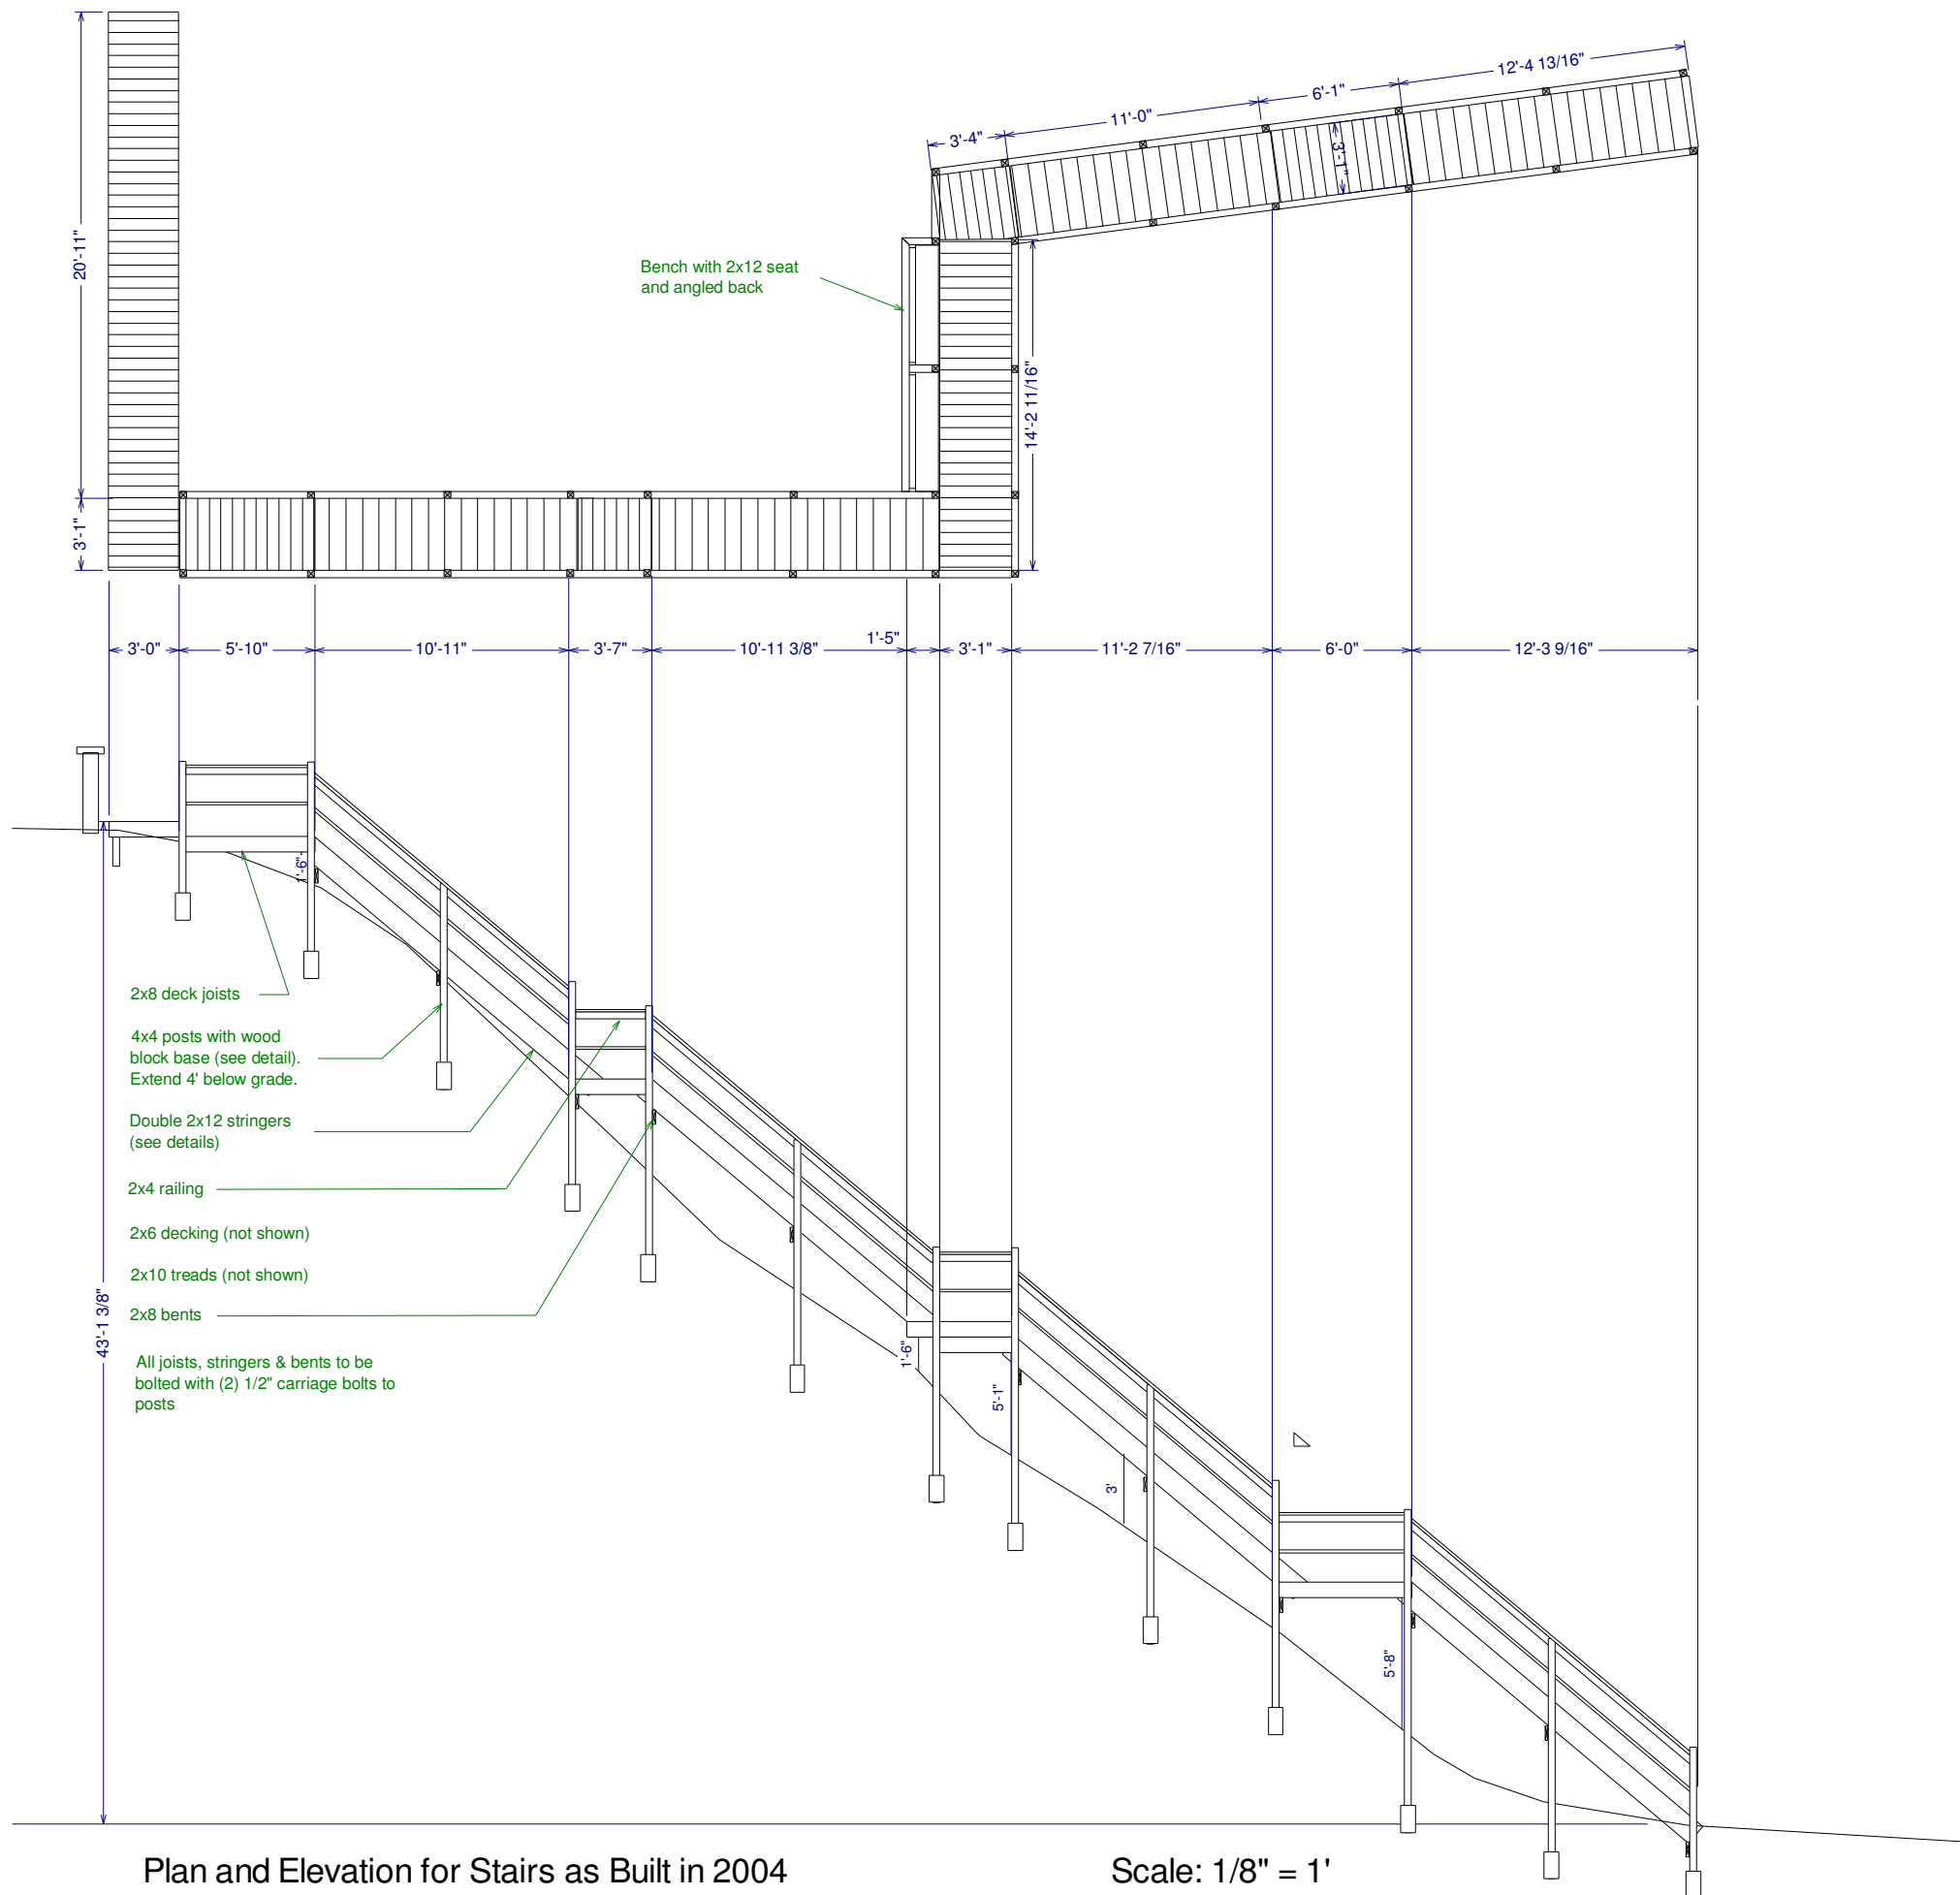 12'-4 13/16"
6'-1"
11'-0"
3'-4"
3'-1"
20'-11"
Bench with 2x12 seat
and angled back
14'-2 11/16"
3'-1"
3'-0"
5'-10"
10'-11"
3'-7"
10'-11 3/8"
1'-5"
3'-1"
11'-2 7/16"
6'-0"
12'-3 9/16"
1'-6"
2x8 deck joists
4x4 posts with wood
block base (see detail).
Extend 4' below grade.
Double 2x12 stringers
(see details)
2x4 railing
2x6 decking (not shown)
2x10 treads (not shown)
2x8 bents
43'-1 3/8"
All joists, stringers & bents to be
bolted with (2) 1/2" carriage bolts to
posts
1'-6"
5'-1"
3'
5'-8"
Plan and Elevation for Stairs as Built in 2004
Scale: 1/8" = 1'